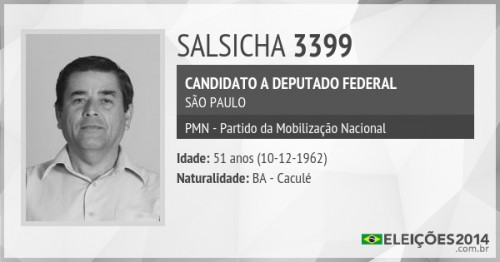 SALSICHA 3399
CANDIDATO A DEPUTADO FEDERAL
SÃO PAULO
PMN - Partido da Mobilização Nacional
Idade: 51 anos (10-12-1962)
Naturalidade: BA - Caculé
ELEIÇÕES2014
.com.br